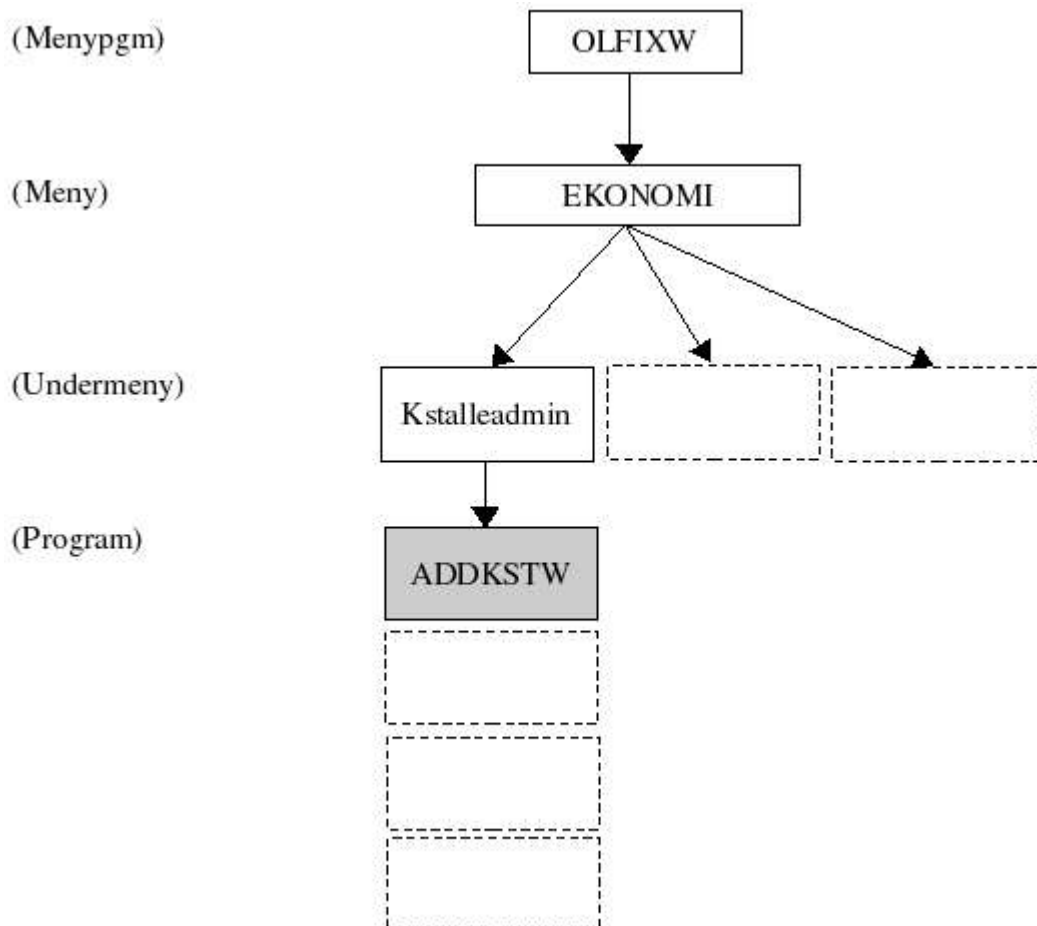 (Menypgm)
OLFIXW
(Meny)
EKONOMI
(Undermeny)
Kstalleadmin
(Program)
ADDKSTW